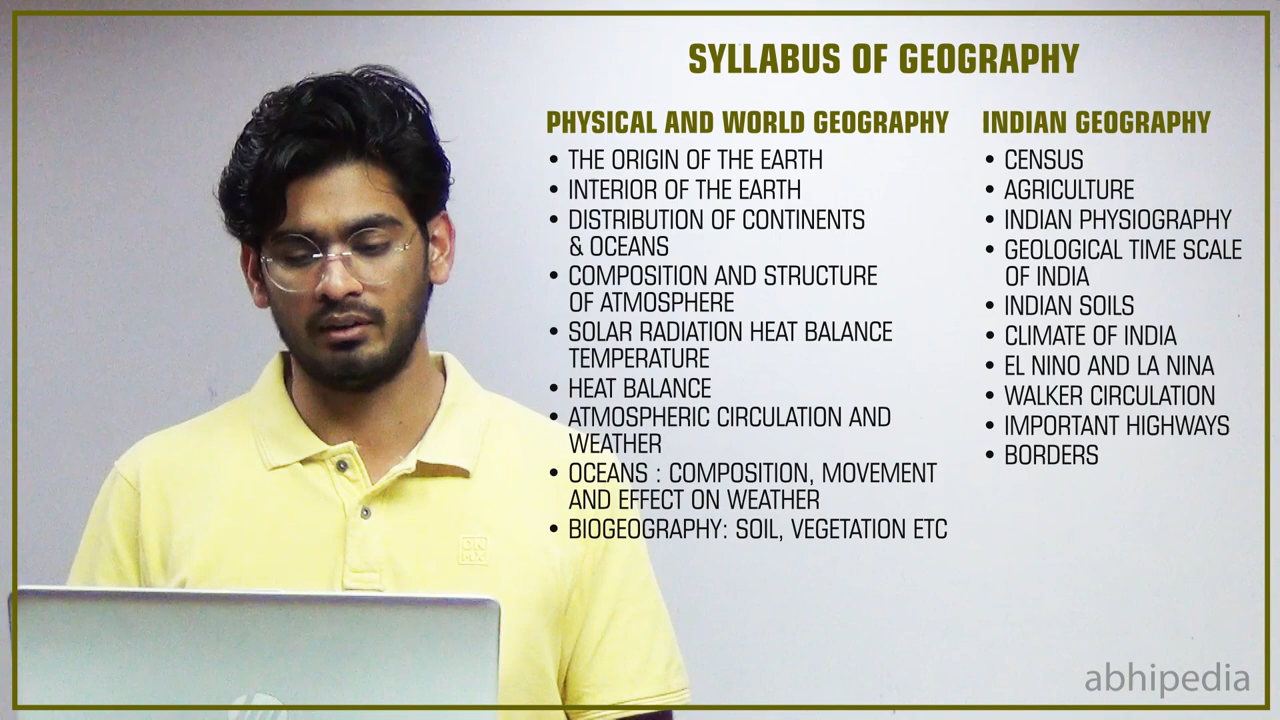 SYLLABUS OF GEOGRAPHY
PHYSICAL AND WORLD GEOGRAPHY
• THE ORIGIN OF THE EARTH
• INTERIOR OF THE EARTH
• DISTRIBUTION OF CONTINENTS
& OCEANS
• COMPOSITION AND STRUCTURE
OF ATMOSPHERE
• SOLAR RADIATION HEAT BALANCE
TEMPERATURE
• HEAT BALANCE
• ATMOSPHERIC CIRCULATION AND
WEATHER
• OCEANS : COMPOSITION, MOVEMENT
AND EFFECT ON WEATHER
• BIOGEOGRAPHY: SOIL, VEGETATION ETC
INDIAN GEOGRAPHY
• CENSUS
• AGRICULTURE
• INDIAN PHYSIOGRAPHY
• GEOLOGICAL TIME SCALE
OF INDIA
• INDIAN SOILS
• CLIMATE OF INDIA
• EL NINO AND LA NINA
• WALKER CIRCULATION
• IMPORTANT HIGHWAYS
• BORDERS
DN
MX
hp
abhipedia